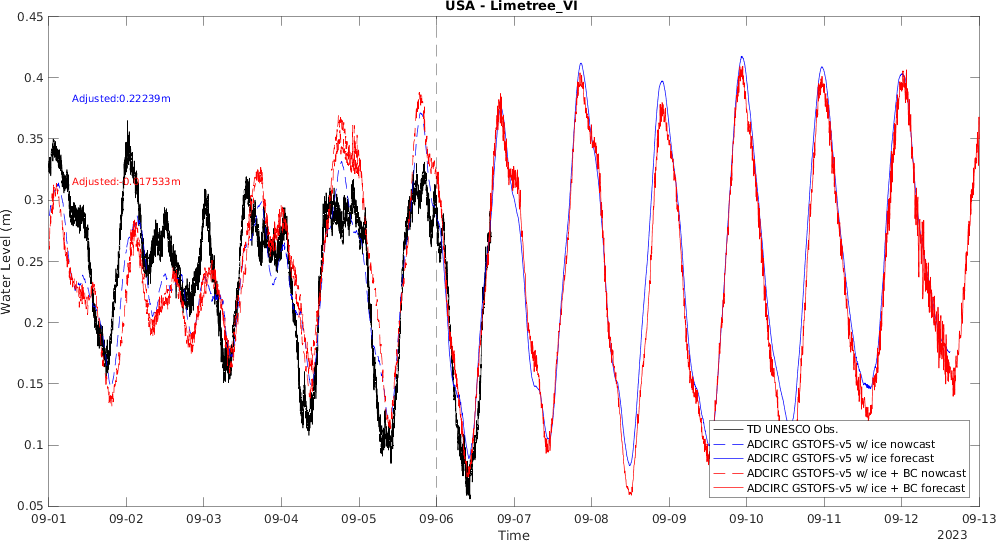 USA - Limetree_VI
0.45
0.4
0.35
0.3
0.25
0.2
0.15
0.1
0.05
Water Level (m)
Adjusted:0.22239m
Adjusted:-0.017533m
TD UNESCO Obs.
ADCIRC GSTOFS-v5 w/ ice nowcast
ADCIRC GSTOFS-v5 w/ ice forecast
ADCIRC GSTOFS-v5 w/ ice + BC nowcast
ADCIRC GSTOFS-v5 w/ ice + BC forecast
09-01 09-02 09-03 09-04 09-05 09-06 09-07 09-08 09-09 09-10 09-11 09-12 09-13
Time
2023